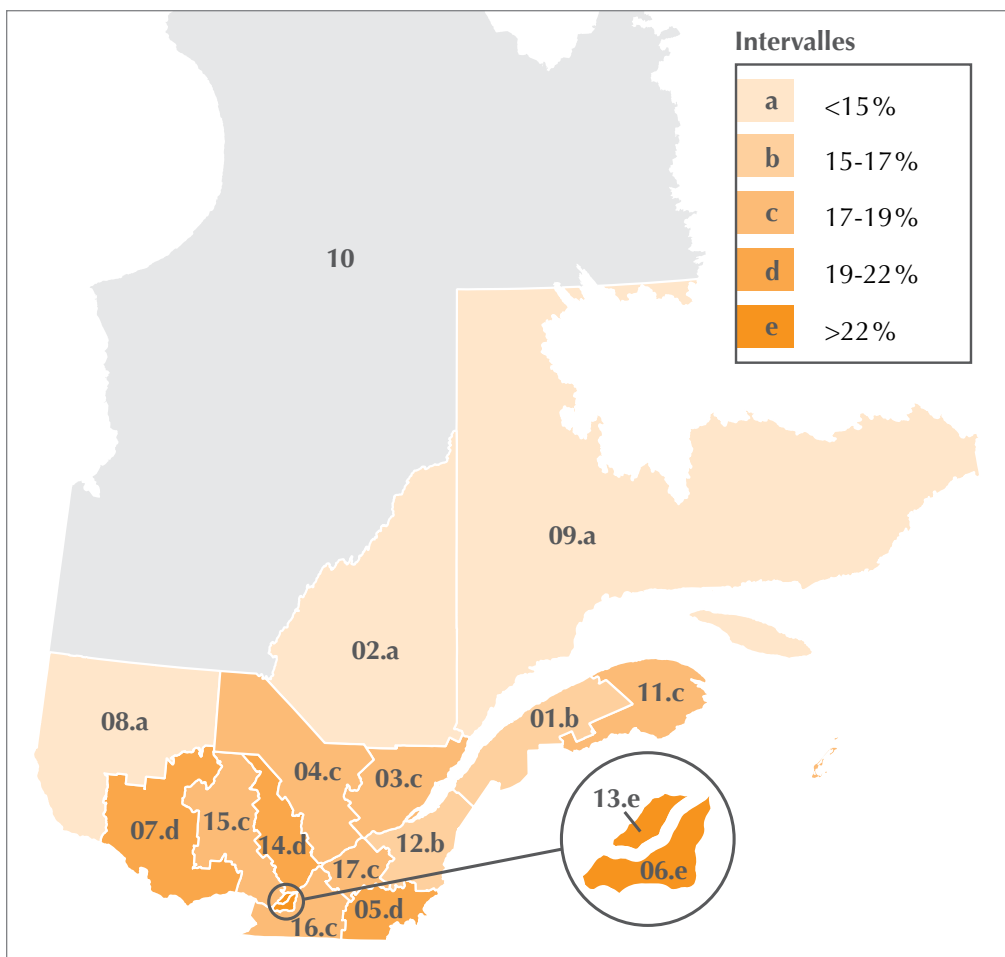 Intervalles
a <15%
b 15-17%
c 17-19%
d 19-22%
e >22%
10
09.a
02.a
08.a
11.c
01.b
04.c
03.c
13.e
15.c
07.d
14.d
12.b
17.c
06.e
05.d
16.c